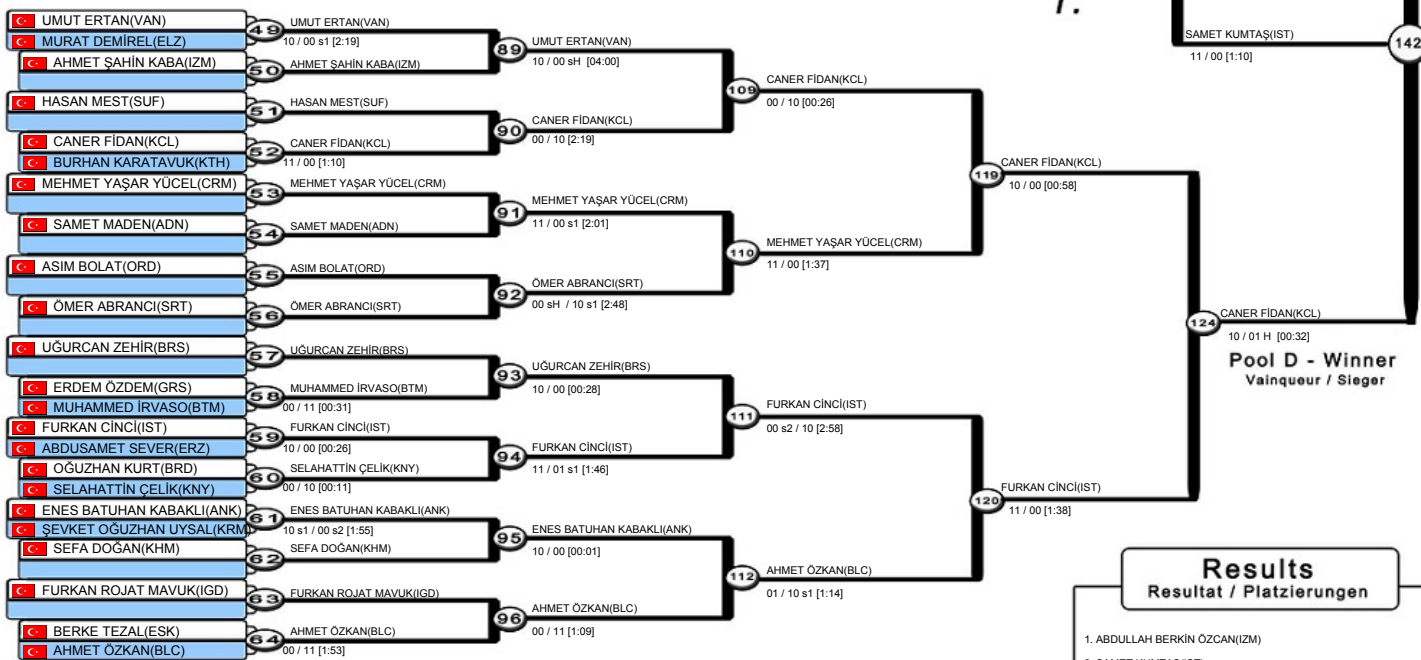 UMUT ERTAN(VAN)
MURAT DEMİREL(ELZ)
AHMET ŞAHİN KABA(IZM)
HASAN MEST(SUF)
CANER FİDAN(KCL)
BURHAN KARATAVUK(KTH)
MEHMET YAŞAR YÜCEL(CRM)
SAMET MADEN(ADN)
ASIM BOLAT(ORD)
ÖMER ABRANCI(SRT)
UĞURCAN ZEHİR(BRS)
ERDEM ÖZDEM(GRS)
MUHAMMED İRVASO(BTM)
FURKAN CİNCİ(IST)
ABDUSAMET SEVER(ERZ)
OĞUZHAN KURT(BRD)
SELAHATTİN ÇELİK(KNY)
ENES BATUHAN KABAKLI(ANK)
ŞEVKET OĞUZHAN UYSAL(KRM)
SEFA DOĞAN(KHM)
FURKAN ROJAT MAVUK(IGD)
BERKE TEZAL(ESK)
AHMET ÖZKAN(BLC)
49
UMUT ERTAN(VAN)
10 / 00 s1 [2:19]
50
AHMET ŞAHİN KABA(IZM)
51
HASAN MEST(SUF)
52
CANER FİDAN(KCL)
11 / 00 [1:10]
53
MEHMET YAŞAR YÜCEL(CRM)
54
SAMET MADEN(ADN)
55
ASIM BOLAT(ORD)
56
ÖMER ABRANCI(SRT)
57
UĞURCAN ZEHİR(BRS)
58
MUHAMMED İRVASO(BTM)
00 / 11 [00:31]
59
FURKAN CİNCİ(IST)
10 / 00 [00:26]
60
SELAHATTİN ÇELİK(KNY)
00 / 10 [00:11]
61
ENES BATUHAN KABAKLI(ANK)
10 s1 / 00 s2 [1:55]
62
SEFA DOĞAN(KHM)
63
FURKAN ROJAT MAVUK(IGD)
64
AHMET ÖZKAN(BLC)
00 / 11 [1:53]
89
UMUT ERTAN(VAN)
10 / 00 sH [04:00]
90
CANER FİDAN(KCL)
00 / 10 [2:19]
91
MEHMET YAŞAR YÜCEL(CRM)
11 / 00 s1 [2:01]
92
ÖMER ABRANCI(SRT)
00 sH / 10 s1 [2:48]
93
UĞURCAN ZEHİR(BRS)
10 / 00 [00:28]
94
FURKAN CİNCİ(IST)
11 / 01 s1 [1:46]
95
ENES BATUHAN KABAKLI(ANK)
10 / 00 [00:01]
96
AHMET ÖZKAN(BLC)
00 / 11 [1:09]
109
CANER FİDAN(KCL)
00 / 10 [00:26]
110
MEHMET YAŞAR YÜCEL(CRM)
11 / 00 [1:37]
111
FURKAN CİNCİ(IST)
00 s2 / 10 [2:58]
112
AHMET ÖZKAN(BLC)
01 / 10 s1 [1:14]
119
CANER FİDAN(KCL)
10 / 00 [00:58]
120
FURKAN CİNCİ(IST)
11 / 00 [1:38]
124
CANER FİDAN(KCL)
10 / 01 H [00:32]
Pool D - Winner
Vainqueur / Sieger
SAMET KUMTAŞ(IST)
11 / 00 [1:10]
142
Results
Resultat / Platzierungen
1. ABDULLAH BERKİN ÖZCAN(IZM)